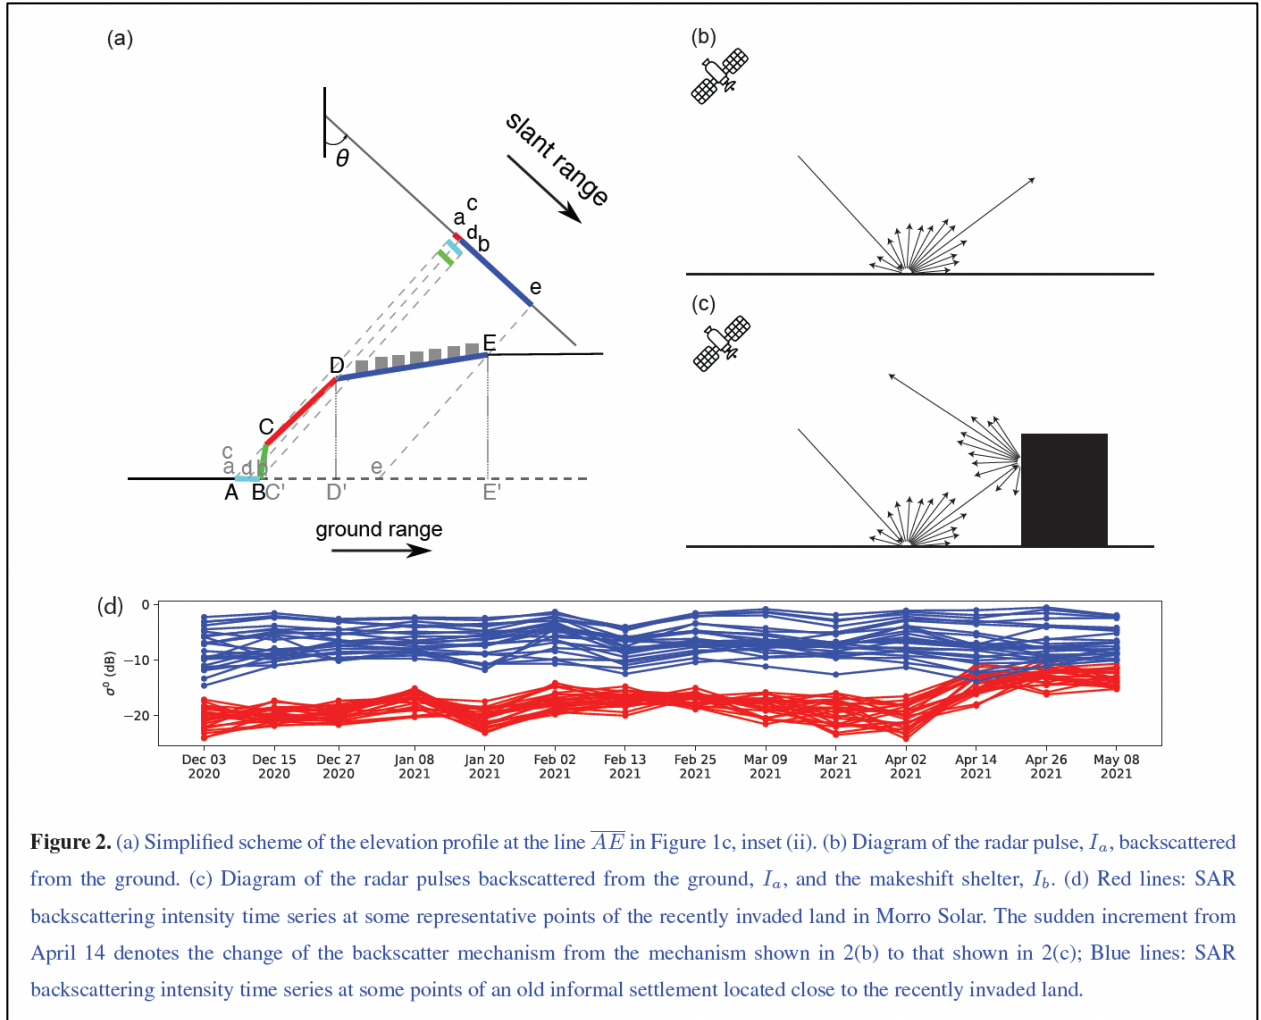 (a)
(b)
θ
slant range
a c
d b
e
(c)
D
E
C
c
a d b
e
A B C' D' E'
ground range
(d)
0
−10
−20
σ⁰ (dB)
Dec 03 Dec 15 Dec 27 Jan 08 Jan 20 Feb 02 Feb 13 Feb 25 Mar 09 Mar 21 Apr 02 Apr 14 Apr 26 May 08
2020 2020 2020 2021 2021 2021 2021 2021 2021 2021 2021 2021 2021 2021
Figure 2. (a) Simplified scheme of the elevation profile at the line A̅E̅ in Figure 1c, inset (ii). (b) Diagram of the radar pulse, Iₐ, backscattered
from the ground. (c) Diagram of the radar pulses backscattered from the ground, Iₐ, and the makeshift shelter, I_b. (d) Red lines: SAR
backscattering intensity time series at some representative points of the recently invaded land in Morro Solar. The sudden increment from
April 14 denotes the change of the backscatter mechanism from the mechanism shown in 2(b) to that shown in 2(c); Blue lines: SAR
backscattering intensity time series at some points of an old informal settlement located close to the recently invaded land.